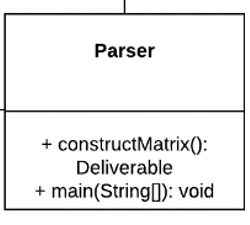 Parser
+ constructMatrix():
Deliverable
+ main(String[]): void